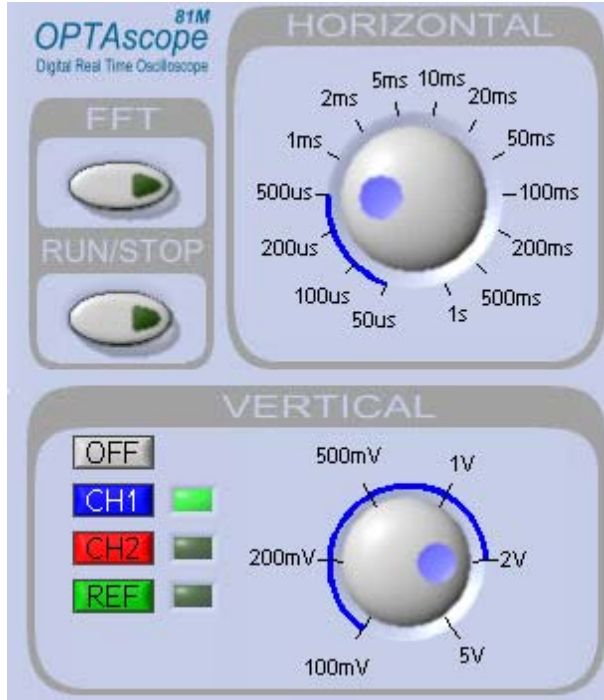 81M
OPTAscope
Digital Real Time Oscilloscope
FFT
RUN/STOP
HORIZONTAL
5ms 10ms
2ms 20ms
1ms 50ms
500us 100ms
200us 200ms
100us 500ms
50us 1s
VERTICAL
OFF
CH1
CH2
REF
500mV 1V
200mV 2V
100mV 5V